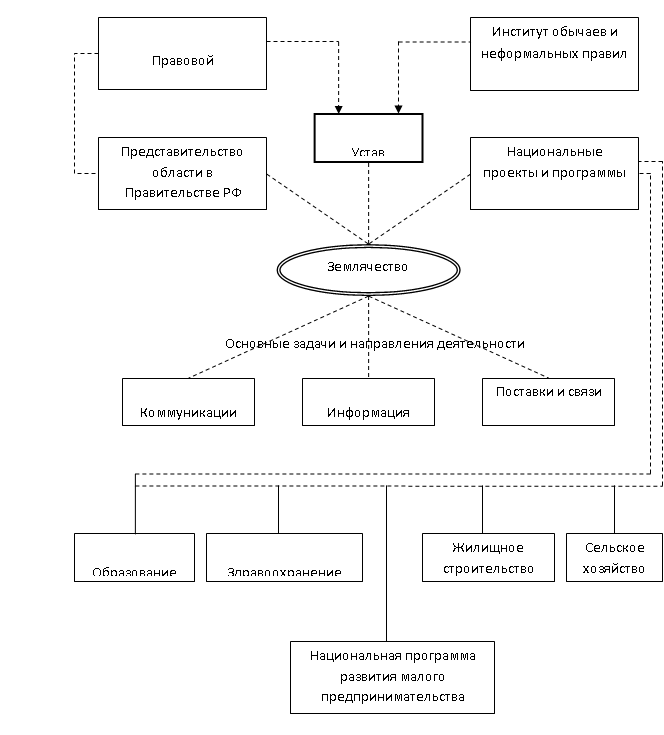 Правовой
Институт обычаев и
неформальных правил
Устав
Представительство
области в
Правительстве РФ
Национальные
проекты и программы
Землячество
Основные задачи и направления деятельности
Коммуникации
Информация
Поставки и связи
Образование
Здравоохранение
Жилищное
строительство
Сельское
хозяйство
Национальная программа
развития малого
предпринимательства